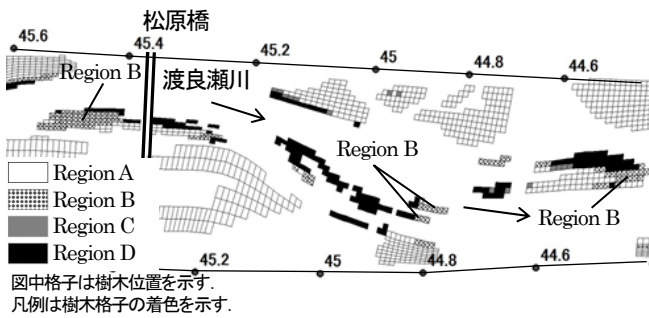 松原橋
45.6
45.4
45.2
45
44.8
44.6
Region B
渡良瀬川
Region B
Region A
Region B
Region C
Region D
Region B
45.2
45
44.8
44.6
図中格子は樹木位置を示す.
凡例は樹木格子の着色を示す.